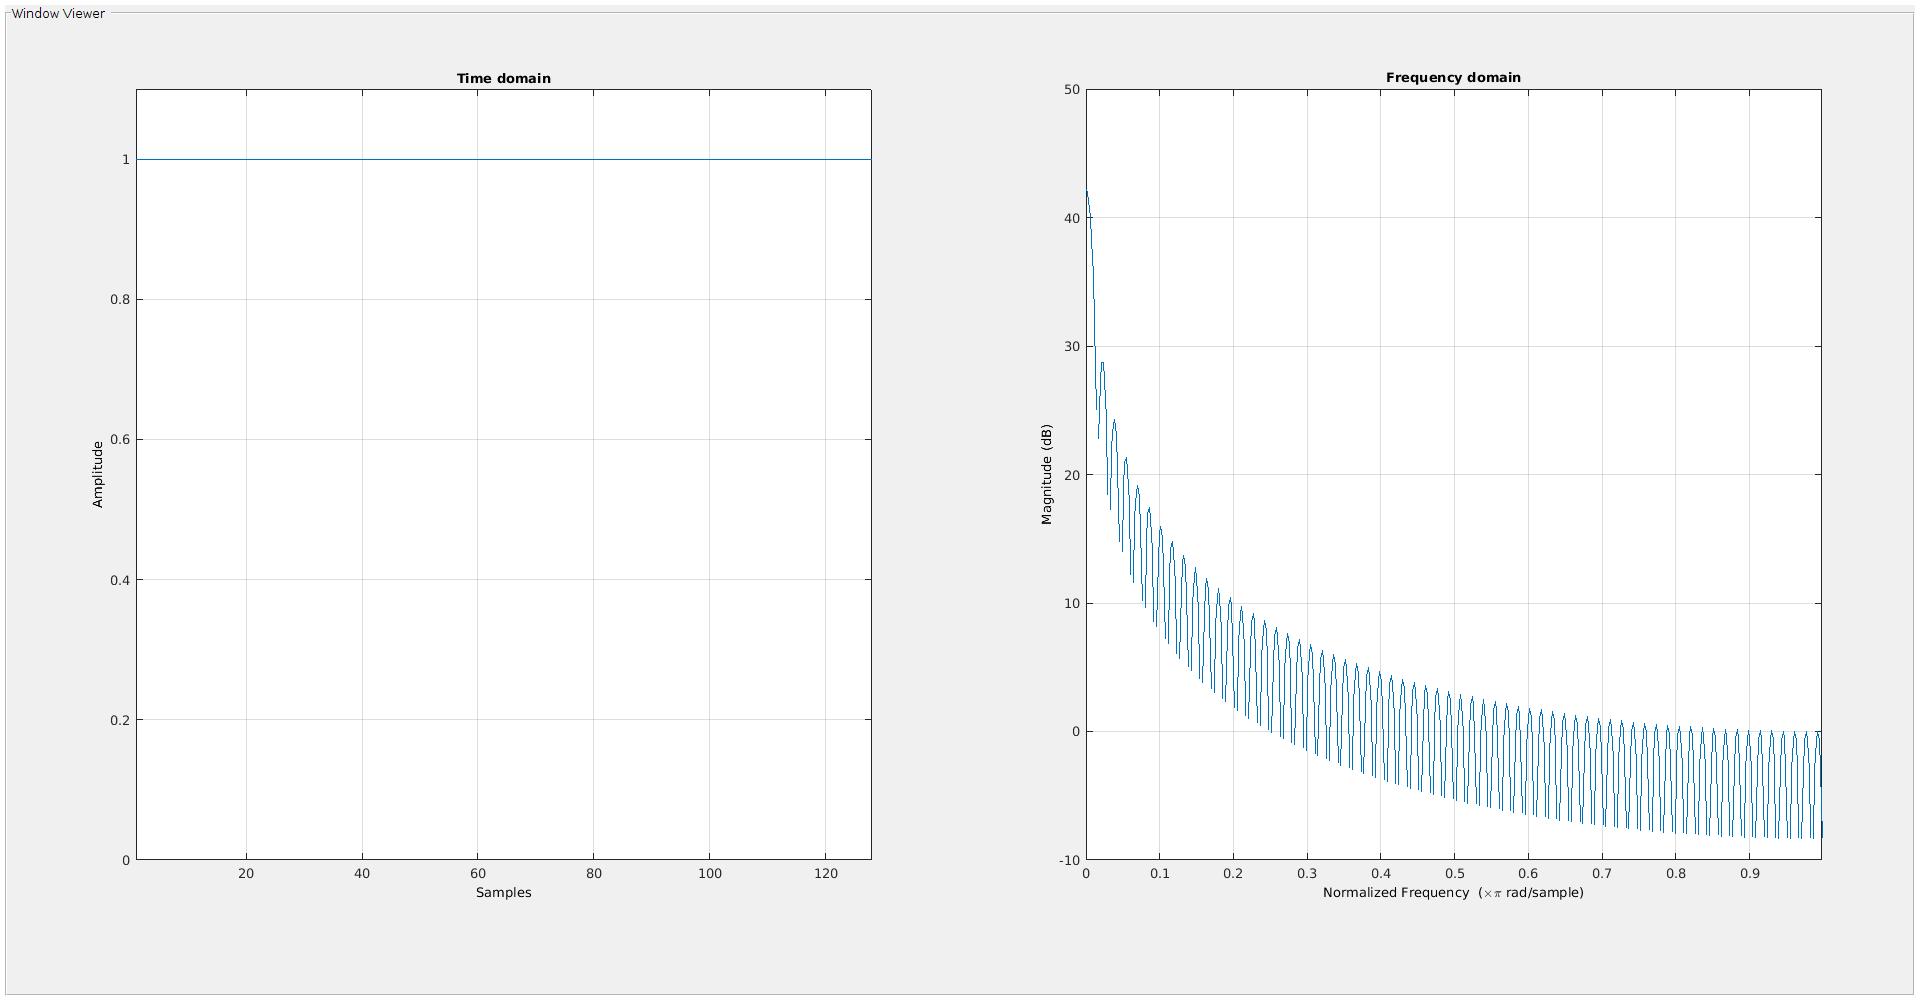 Window Viewer
Time domain
1
0.8
0.6
0.4
0.2
0
Amplitude
20 40 60 80 100 120
Samples
Frequency domain
50
40
30
20
10
0
-10
Magnitude (dB)
0 0.1 0.2 0.3 0.4 0.5 0.6 0.7 0.8 0.9
Normalized Frequency (×π rad/sample)